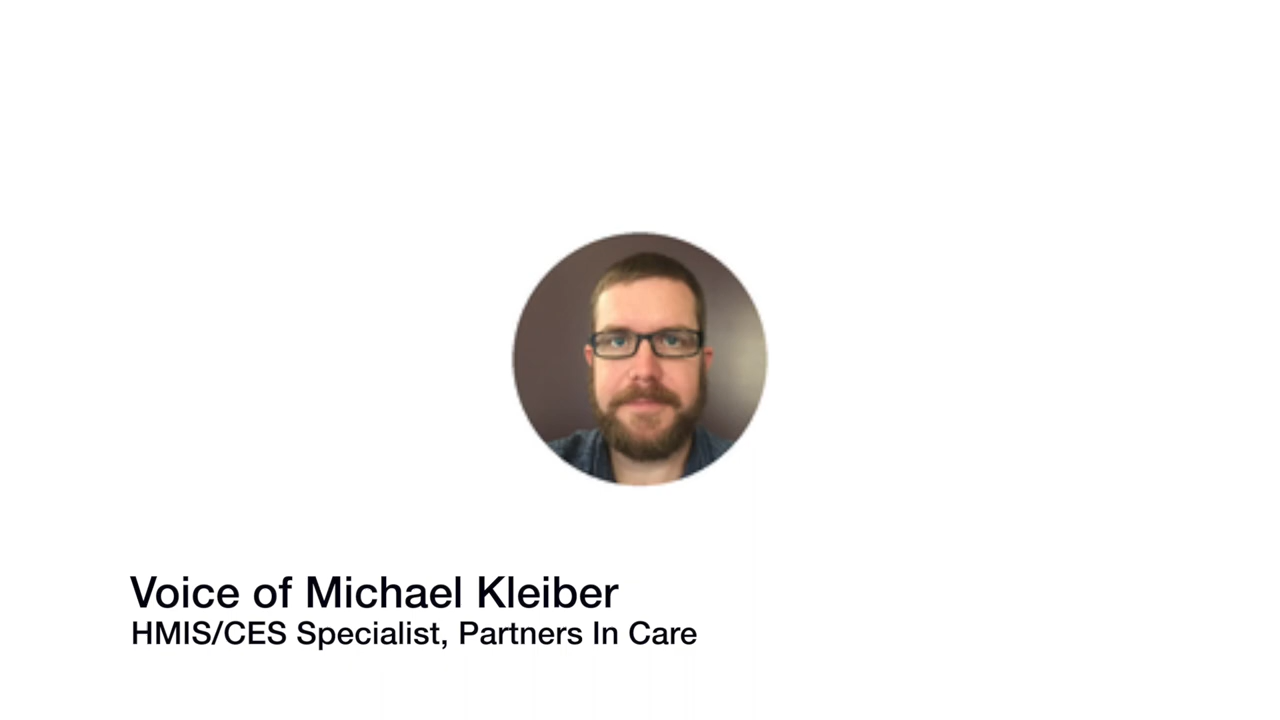 Voice of Michael Kleiber
HMIS/CES Specialist, Partners In Care